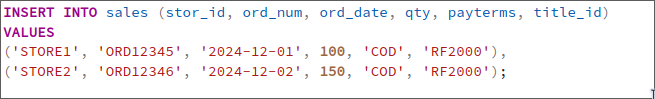 INSERT INTO sales (stor_id, ord_num, ord_date, qty, payterms, title_id)
VALUES
('STORE1', 'ORD12345', '2024-12-01', 100, 'COD', 'RF2000'),
('STORE2', 'ORD12346', '2024-12-02', 150, 'COD', 'RF2000');